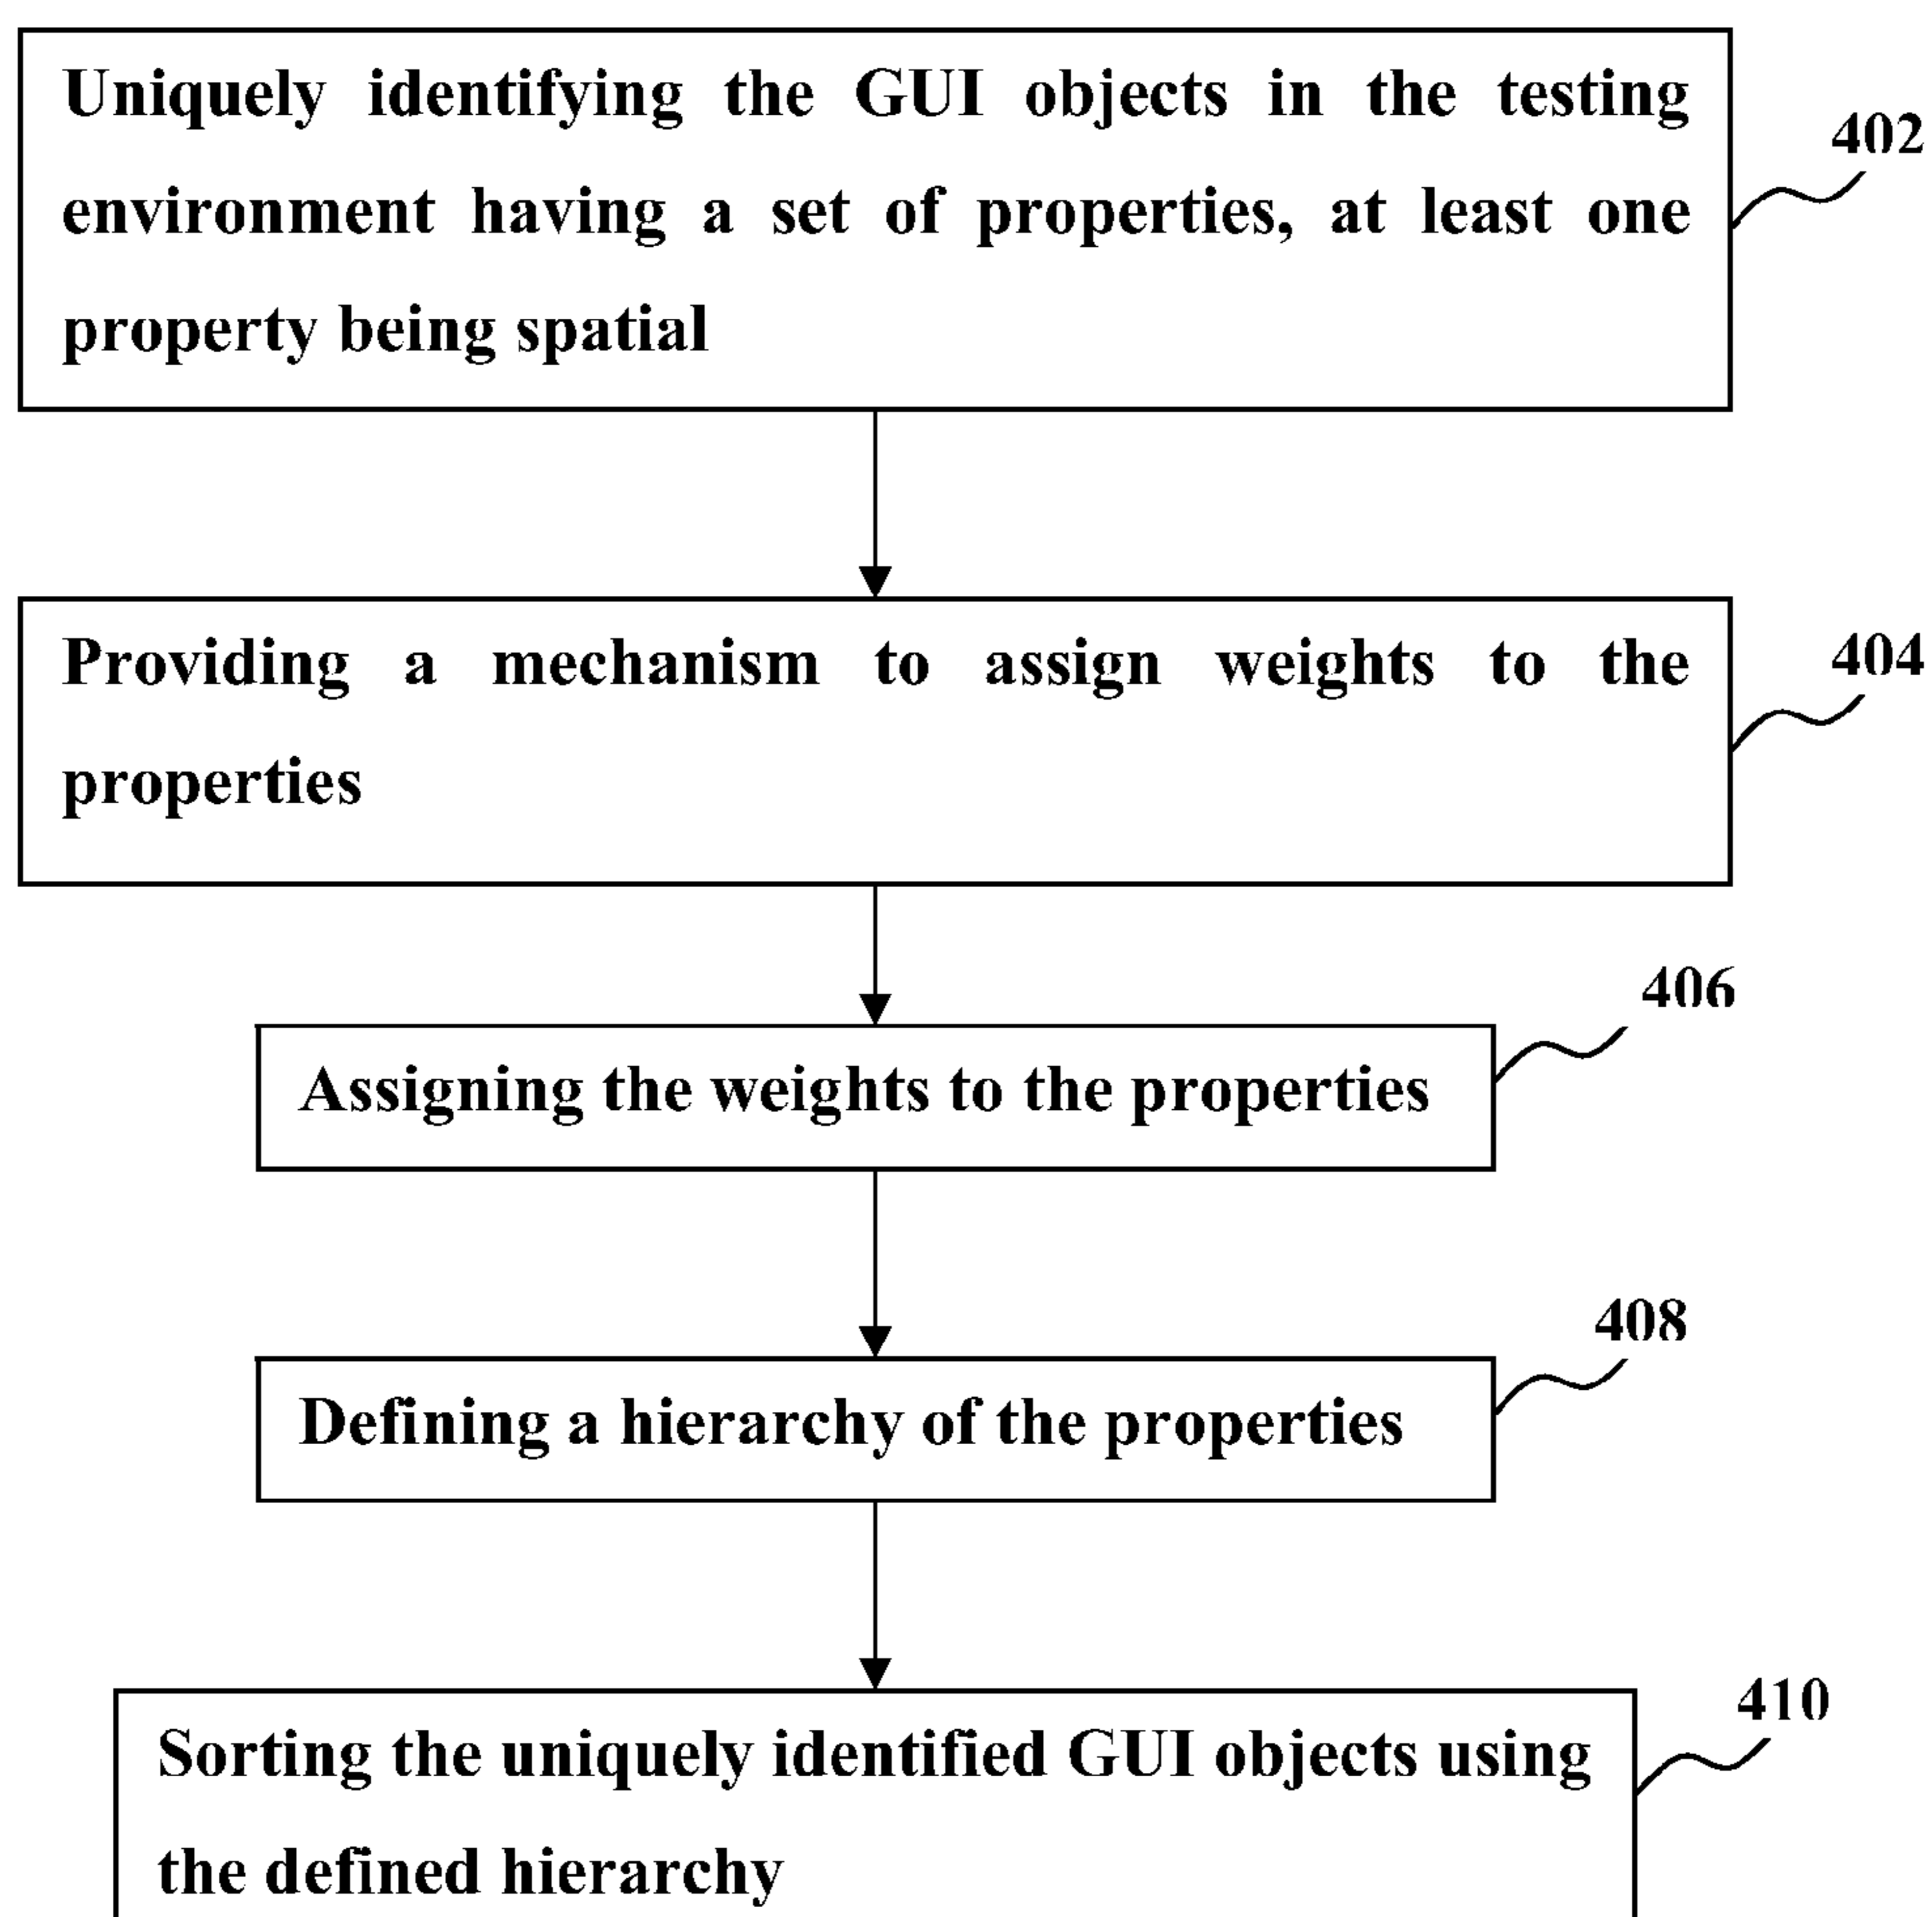 Uniquely identifying the GUI objects in the testing
402
environment having a set of properties, at least one
property being spatial
Providing a mechanism to assign weights to the
404
properties
406
Assigning the weights to the properties
408
Defining a hierarchy of the properties
410
Sorting the uniquely identified GUI objects using
the defined hierarchy